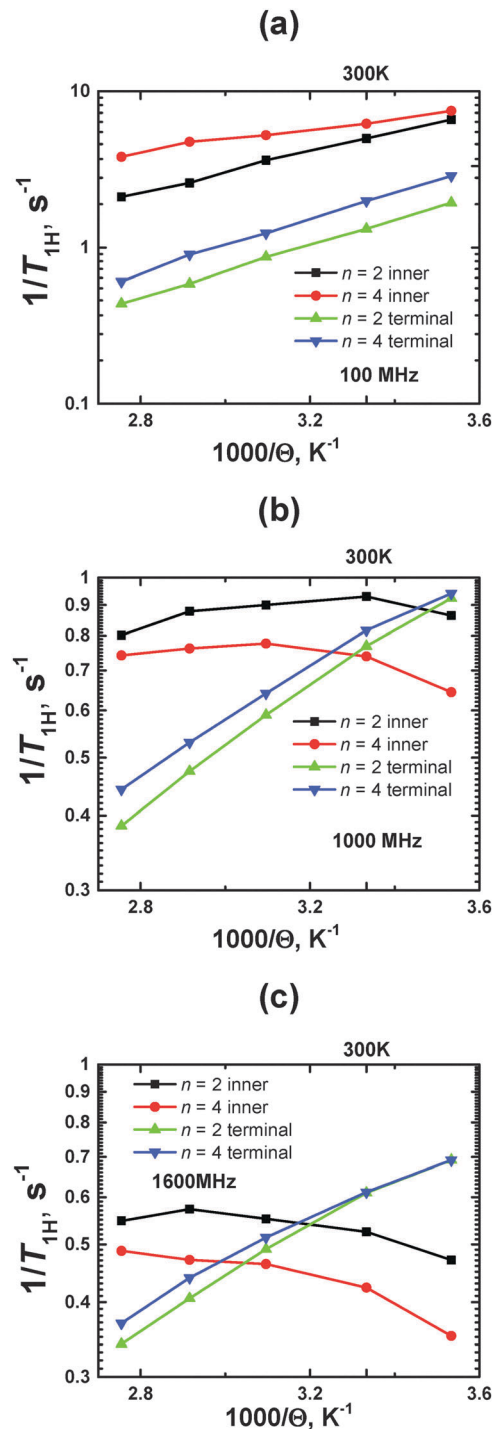 (a)
300K
10
1
0.1
1/T1H, s-1
n = 2 inner
n = 4 inner
n = 2 terminal
n = 4 terminal
100 MHz
2.8 3.2 3.6
1000/Θ, K-1
(b)
300K
1
0.9
0.8
0.7
0.6
0.5
0.4
0.3
1/T1H, s-1
n = 2 inner
n = 4 inner
n = 2 terminal
n = 4 terminal
1000 MHz
2.8 3.2 3.6
1000/Θ, K-1
(c)
300K
1
0.9
0.8
0.7
0.6
0.5
0.4
0.3
1/T1H, s-1
n = 2 inner
n = 4 inner
n = 2 terminal
n = 4 terminal
1600MHz
2.8 3.2 3.6
1000/Θ, K-1